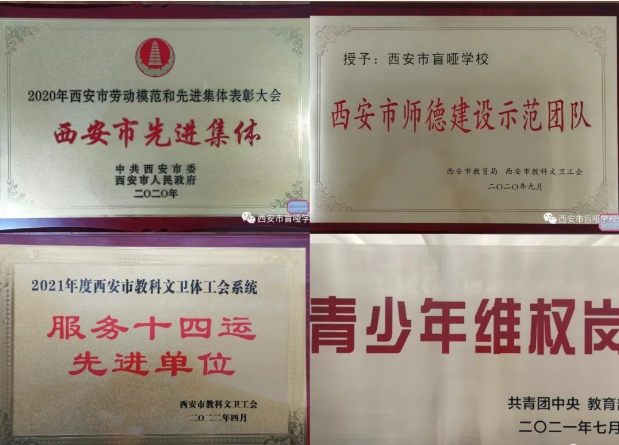 2020年西安市劳动模范和先进集体表彰大会
西安市先进集体
中共西安市委
西安市人民政府
二〇二〇年
西安市盲哑学
授予：西安市盲哑学校
西安市师德建设示范团队
西安市教育局 西安市教科文卫工会
二〇二〇年九月
西安市盲哑学校
2021年度西安市教科文卫体工会系统
服务十四运
先进单位
西安市教科文卫工会
二〇二二年四月
青少年维权岗
共青团中央 教育部
二〇二一年七月